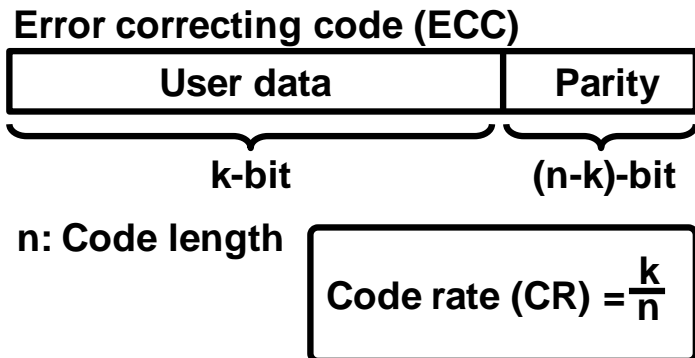 Error correcting code (ECC)
User data Parity
k-bit (n-k)-bit
n: Code length
Code rate (CR) = k/n